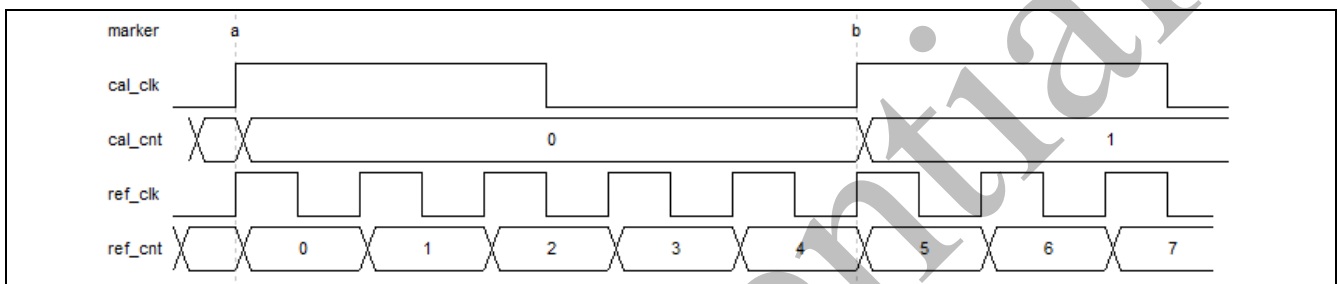 marker a b
cal_clk
cal_cnt 0 1
ref_clk
ref_cnt 0 1 2 3 4 5 6 7